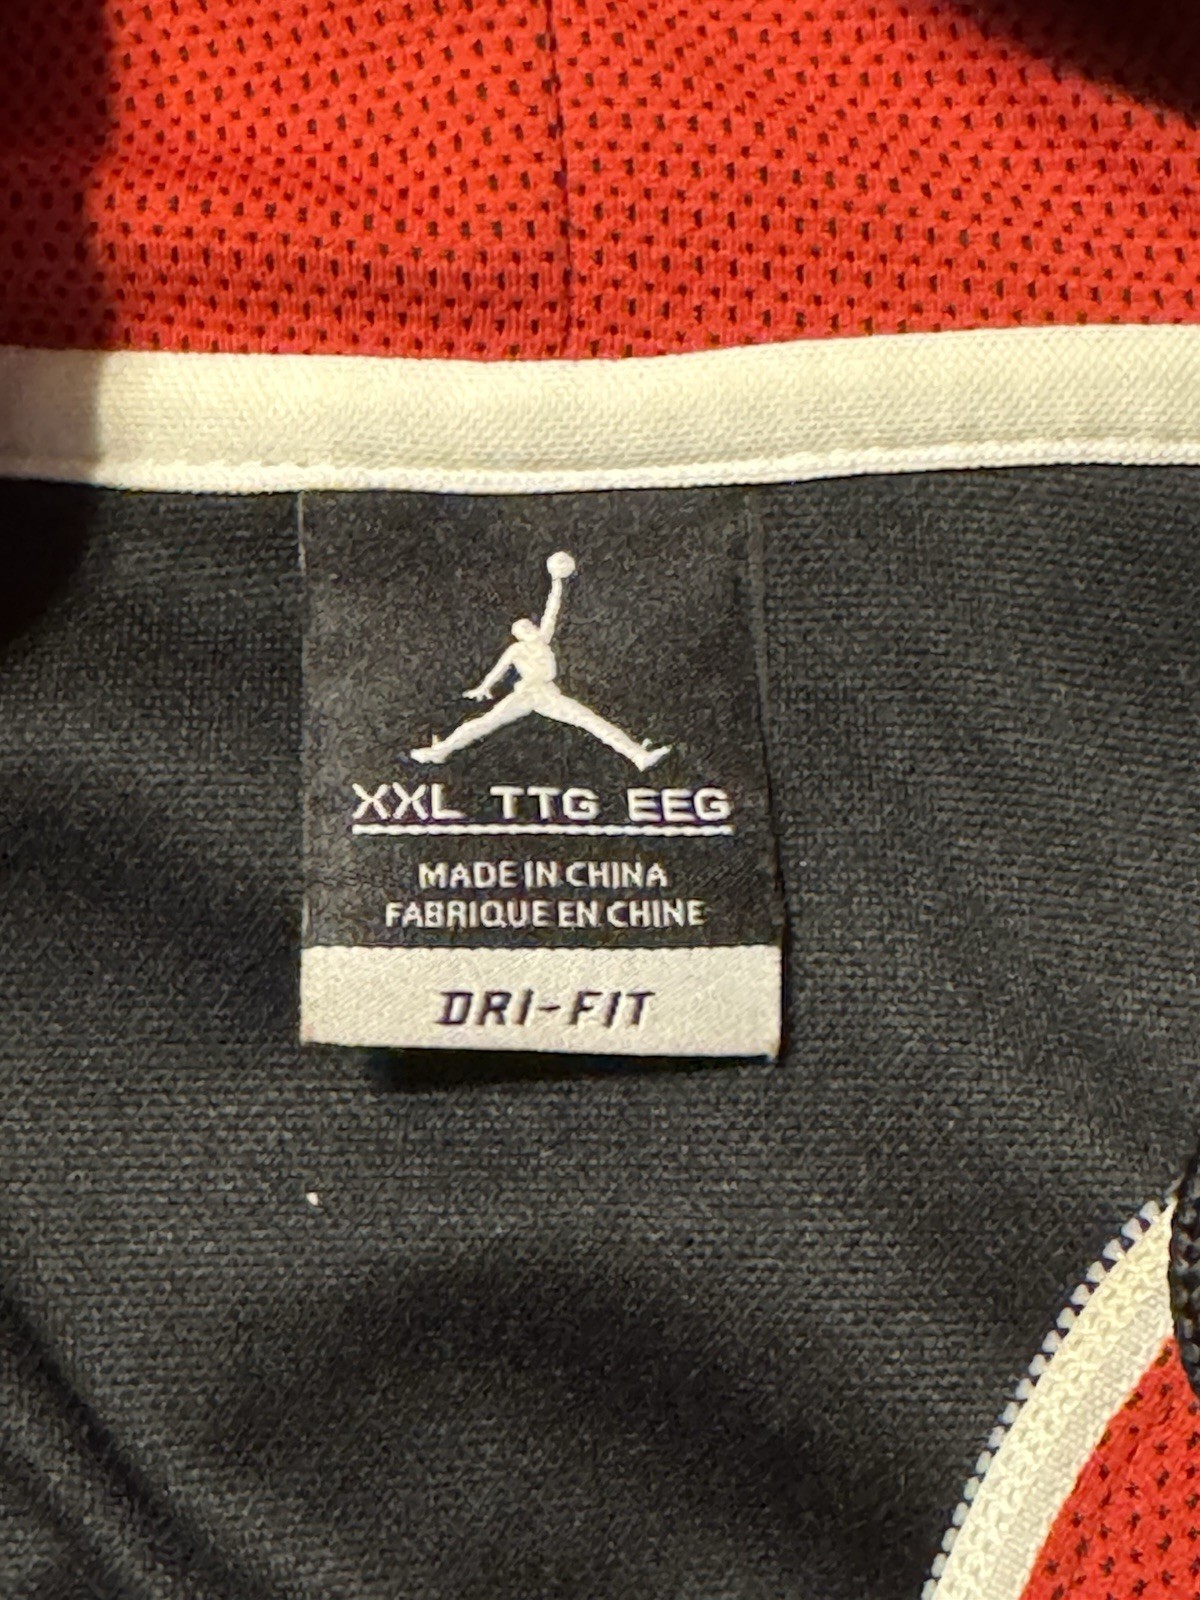 XXL TTG EEG
MADE IN CHINA
FABRIQUE EN CHINE
DRI-FIT